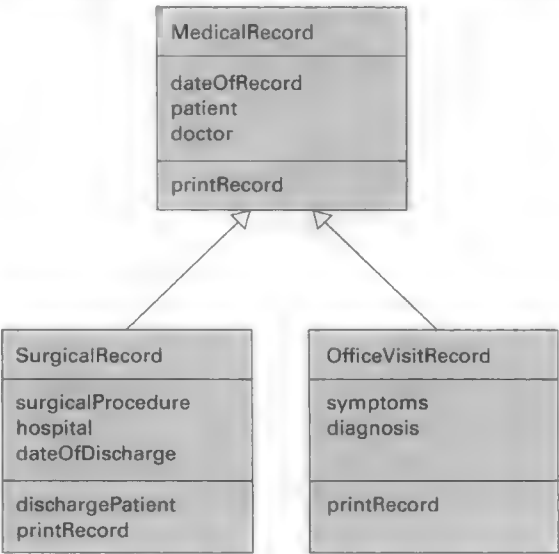 MedicalRecord
dateOfRecord
patient
doctor
printRecord
SurgicalRecord
surgicalProcedure
hospital
dateOfDischarge
dischargePatient
printRecord
OfficeVisitRecord
symptoms
diagnosis
printRecord